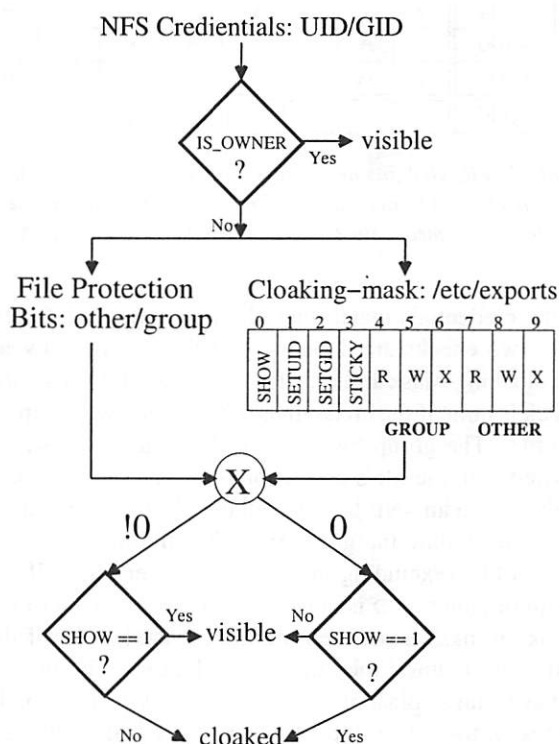 NFS Credientials: UID/GID
IS_OWNER
?
Yes
visible
No
File Protection
Bits: other/group
Cloaking-mask: /etc/exports
0 1 2 3 4 5 6 7 8 9
SHOW SETUID SETGID STICKY R W X R W X
GROUP OTHER
X
!0 0
SHOW == 1
?
Yes
visible
No
SHOW == 1
?
No
cloaked
Yes